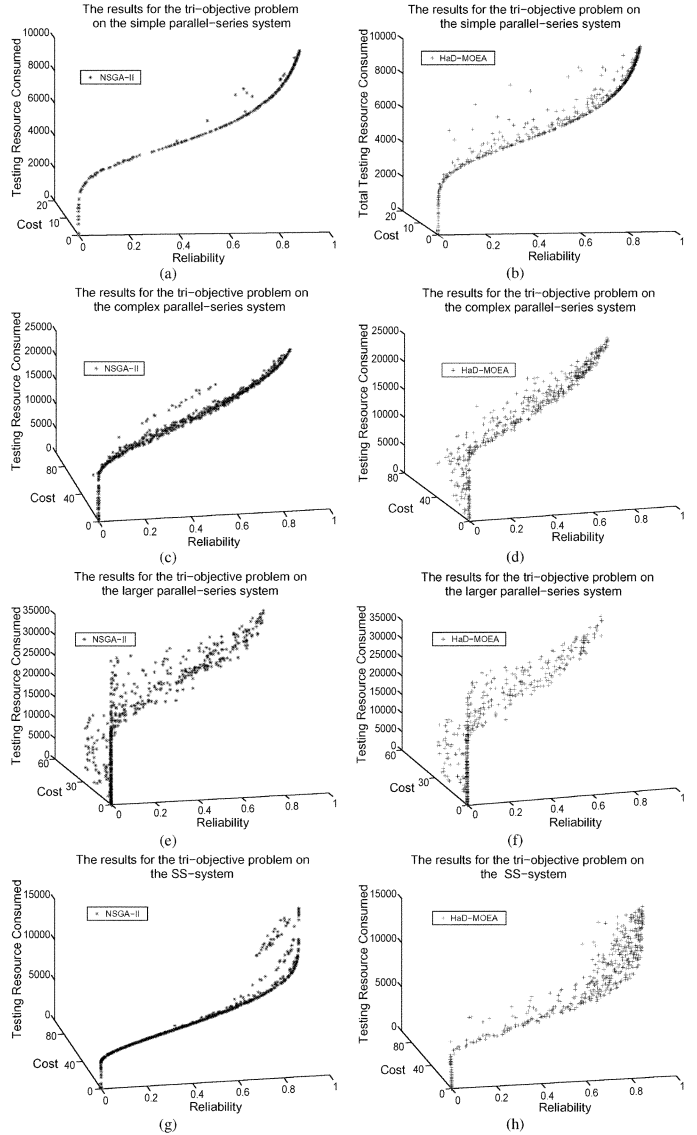 The results for the tri-objective problem
on the simple parallel-series system
Testing Resource Consumed
10000
8000
6000
4000
2000
0
20
10
0
Cost
NSGA-II
0
0.2
0.4
0.6
0.8
1
Reliability
(a)
The results for the tri-objective problem on
the simple parallel-series system
Total Testing Resource Consumed
10000
8000
6000
4000
2000
0
20
10
0
Cost
HaD-MOEA
0
0.2
0.4
0.6
0.8
1
Reliability
(b)
The results for the tri-objective problem on
the complex parallel-series system
Testing Resource Consumed
25000
20000
15000
10000
5000
0
80
40
0
Cost
NSGA-II
0
0.2
0.4
0.6
0.8
1
Reliability
(c)
The results for the tri-objective problem on
the complex parallel-series system
Testing Resource Consumed
25000
20000
15000
10000
5000
0
80
40
0
Cost
HaD-MOEA
0
0.2
0.4
0.6
0.8
1
Reliability
(d)
The results for the tri-objective problem on
the larger parallel-series system
Testing Resource Consumed
35000
30000
25000
20000
15000
10000
5000
0
60
30
0
Cost
NSGA-II
0
0.2
0.4
0.6
0.8
1
Reliability
(e)
The results for the tri-objective problem on
the larger parallel-series system
Testing Resource Consumed
35000
30000
25000
20000
15000
10000
5000
0
60
30
0
Cost
HaD-MOEA
0
0.2
0.4
0.6
0.8
1
Reliability
(f)
The results for the tri-objective problem on
the SS-system
Testing Resource Consumed
15000
10000
5000
0
80
40
0
Cost
NSGA-II
0
0.2
0.4
0.6
0.8
1
Reliability
(g)
The results for the tri-objective problem on
the SS-system
Testing Resource Consumed
15000
10000
5000
0
80
40
0
Cost
HaD-MOEA
0
0.2
0.4
0.6
0.8
1
Reliability
(h)